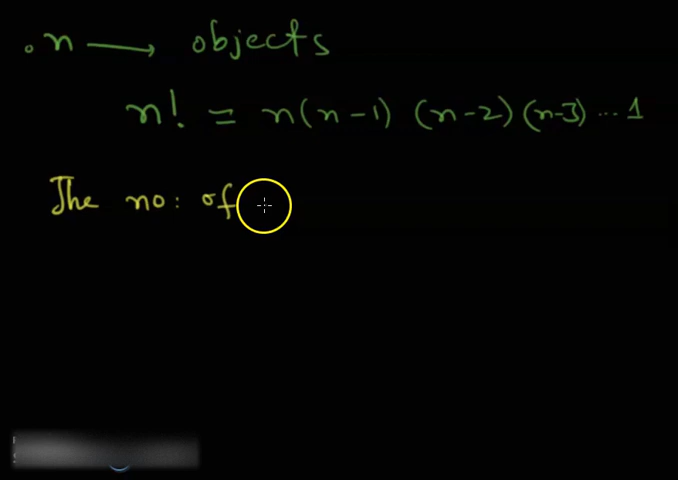 . n → objects
n! = n(n-1) (n-2) (n-3) ... 1
The no: of